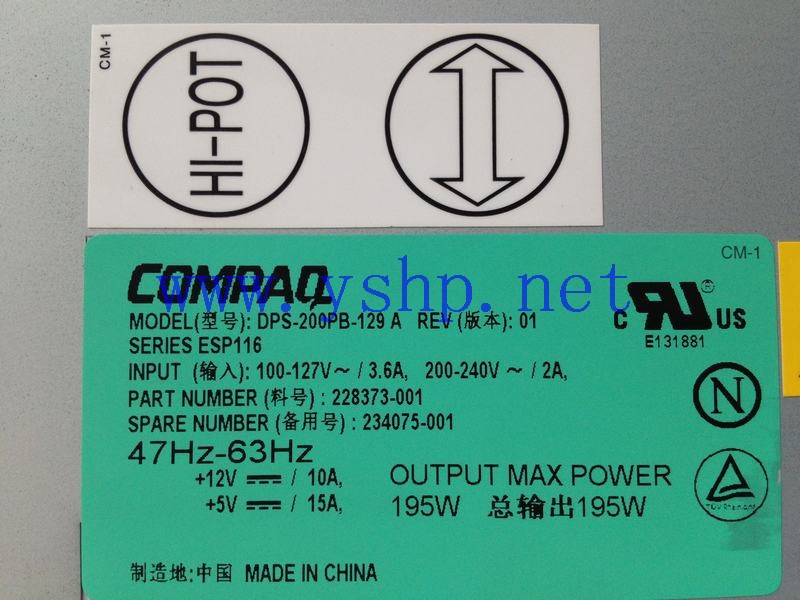 CM-1
HI-POT
CM-1
COMPAQ
www.yshp.net
MODEL(型号): DPS-200PB-129 A REV (版本): 01
SERIES ESP116
INPUT (输入): 100-127V～ / 3.6A, 200-240V ～ / 2A,
PART NUMBER (料号) : 228373-001
SPARE NUMBER (备用号) : 234075-001
47Hz-63Hz
+12V ⎓ / 10A,
+5V ⎓ / 15A,
OUTPUT MAX POWER
195W 总输出195W
制造地:中国 MADE IN CHINA
C RU US
®
E131881
N
TÜV Rheinland